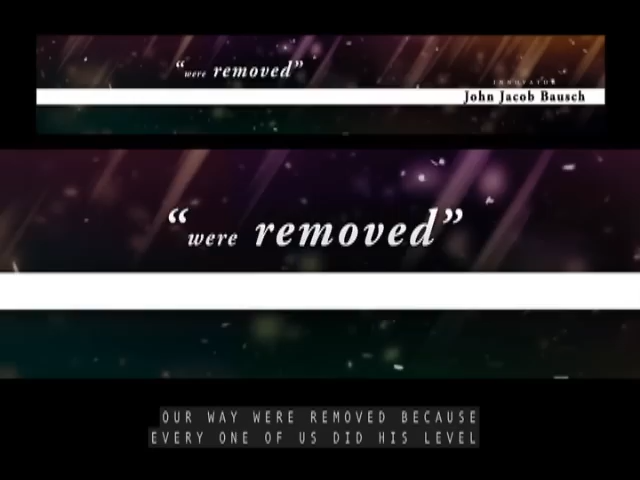 “were removed”
INNOVATOR
John Jacob Bausch
“were removed”
OUR WAY WERE REMOVED BECAUSE
EVERY ONE OF US DID HIS LEVEL